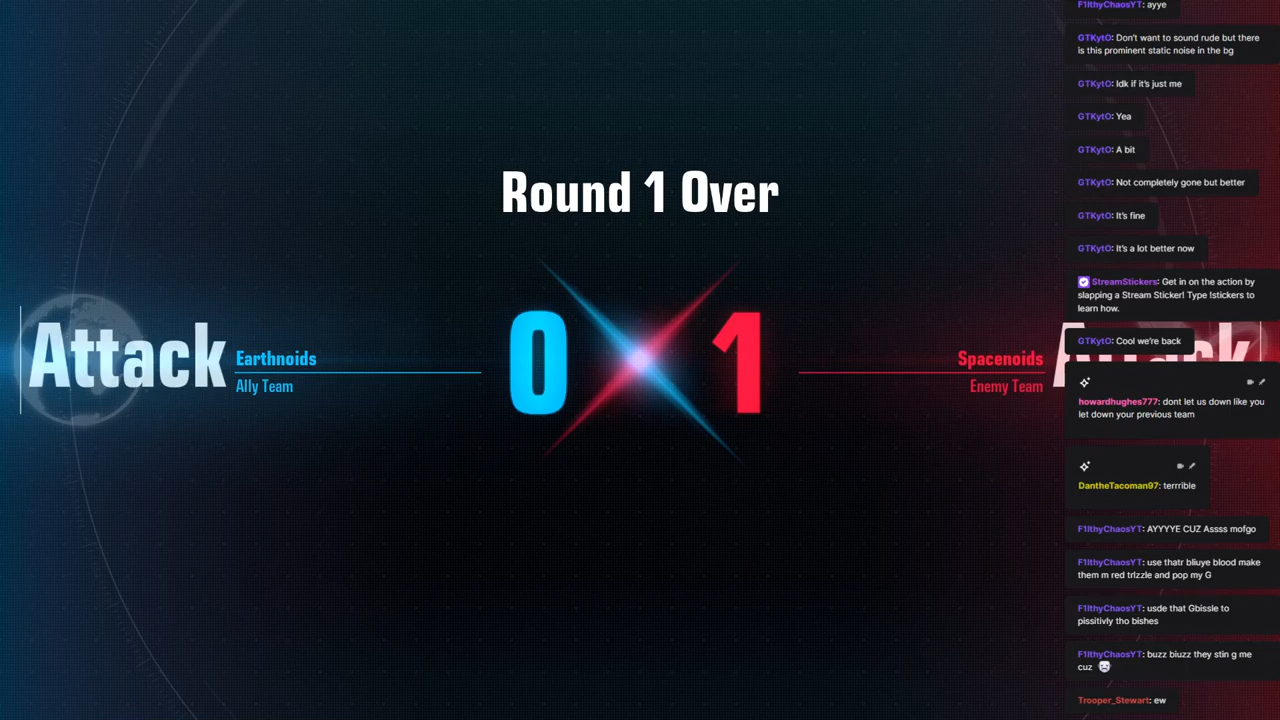 Round 1 Over
Attack
Earthnoids
Ally Team
0
1
Spacenoids
Enemy Team
Attack
F1lthyChaosYT: ayye
GTKytO: Don't want to sound rude but there
is this prominent static noise in the bg
GTKytO: Idk if it's just me
GTKytO: Yea
GTKytO: A bit
GTKytO: Not completely gone but better
GTKytO: It's fine
GTKytO: It's a lot better now
StreamStickers: Get in on the action by
slapping a Stream Sticker! Type !stickers to
learn how.
GTKytO: Cool we're back
howardhughes777: dont let us down like you
let down your previous team
DantheTacoman97: terrrible
F1lthyChaosYT: AYYYYE CUZ Assss mofgo
F1lthyChaosYT: use thatr bliuye blood make
them m red trlzzle and pop my G
F1lthyChaosYT: usde that Gbissle to
pissitivly tho bishes
F1lthyChaosYT: buzz biuzz they stin g me
cuz
Trooper_Stewart: ew